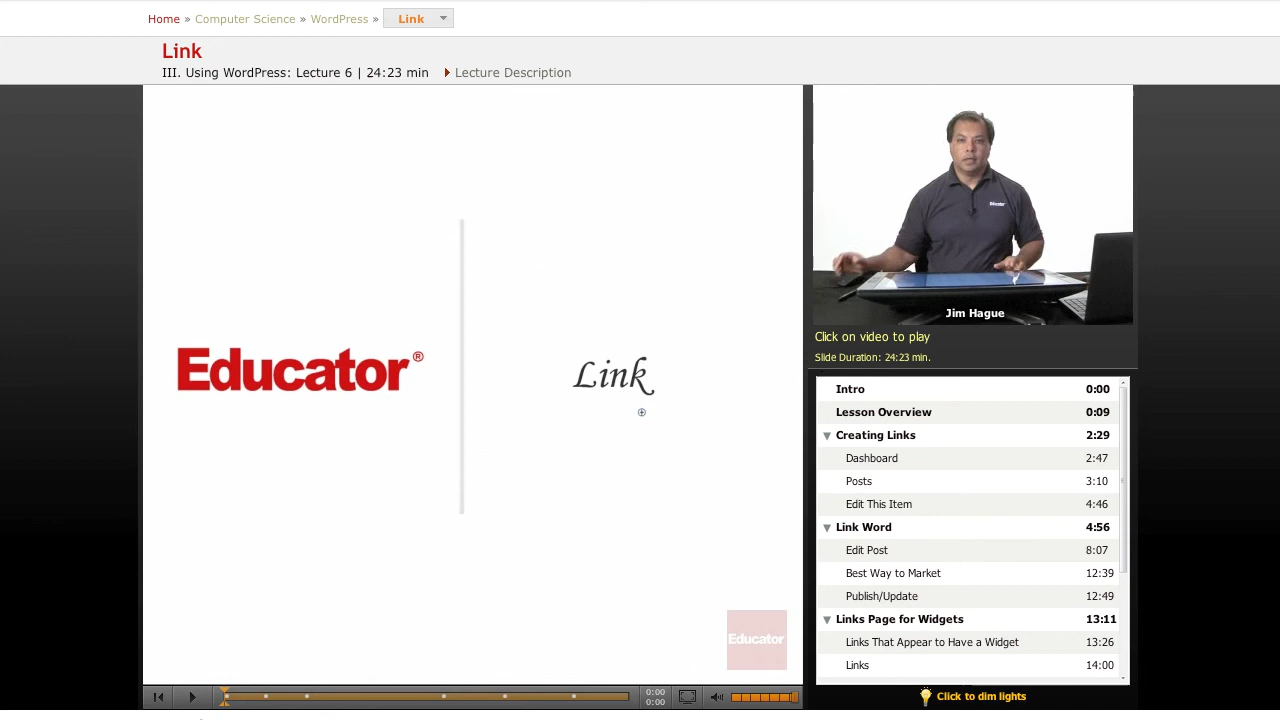 Home » Computer Science » WordPress » Link
Link
III. Using WordPress: Lecture 6 | 24:23 min Lecture Description
Educator®
Link
Educator
0:00
0:00
Educator
Jim Hague
Click on video to play
Slide Duration: 24:23 min.
Intro 0:00
Lesson Overview 0:09
Creating Links 2:29
Dashboard 2:47
Posts 3:10
Edit This Item 4:46
Link Word 4:56
Edit Post 8:07
Best Way to Market 12:39
Publish/Update 12:49
Links Page for Widgets 13:11
Links That Appear to Have a Widget 13:26
Links 14:00
Click to dim lights